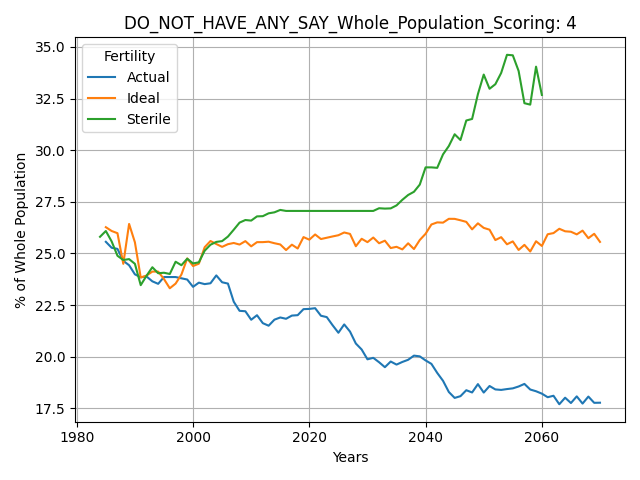 DO_NOT_HAVE_ANY_SAY_Whole_Population_Scoring: 4
Fertility
Actual
Ideal
Sterile
% of Whole Population
35.0
32.5
30.0
27.5
25.0
22.5
20.0
17.5
1980
2000
2020
2040
2060
Years